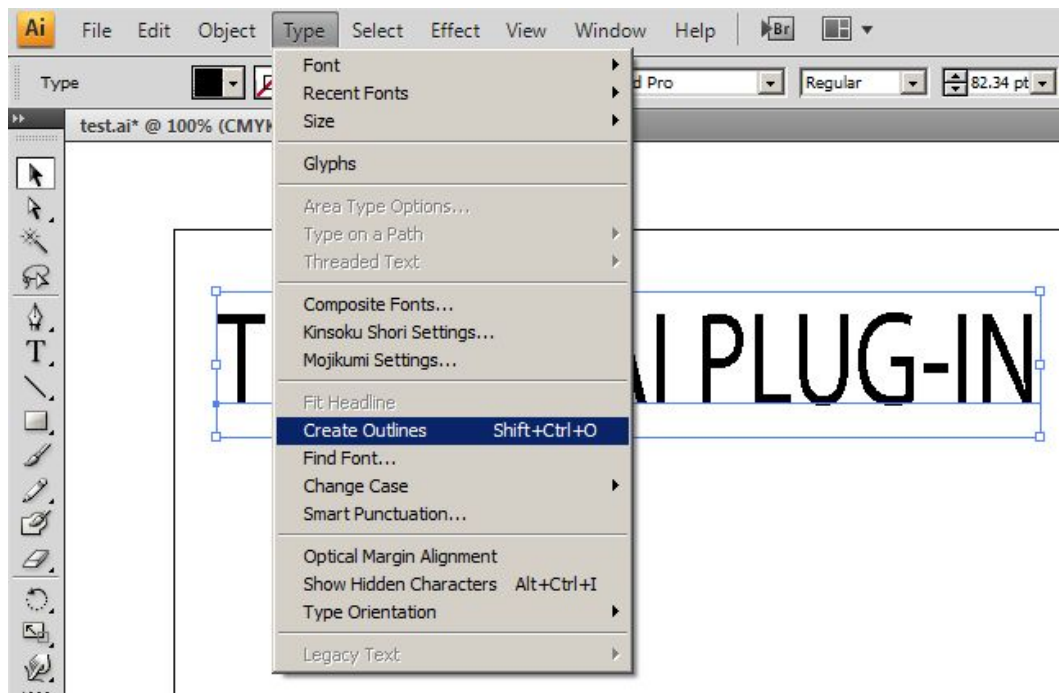 Ai File Edit Object Type Select Effect View Window Help Br
Type Pro Regular 82.34 pt
test.ai* @ 100% (CMYK
Font
Recent Fonts
Size
Glyphs
Area Type Options...
Type on a Path
Threaded Text
Composite Fonts...
Kinsoku Shori Settings...
Mojikumi Settings...
Fit Headline
Create Outlines Shift+Ctrl+O
Find Font...
Change Case
Smart Punctuation...
Optical Margin Alignment
Show Hidden Characters Alt+Ctrl+I
Type Orientation
Legacy Text
T AI PLUG-IN